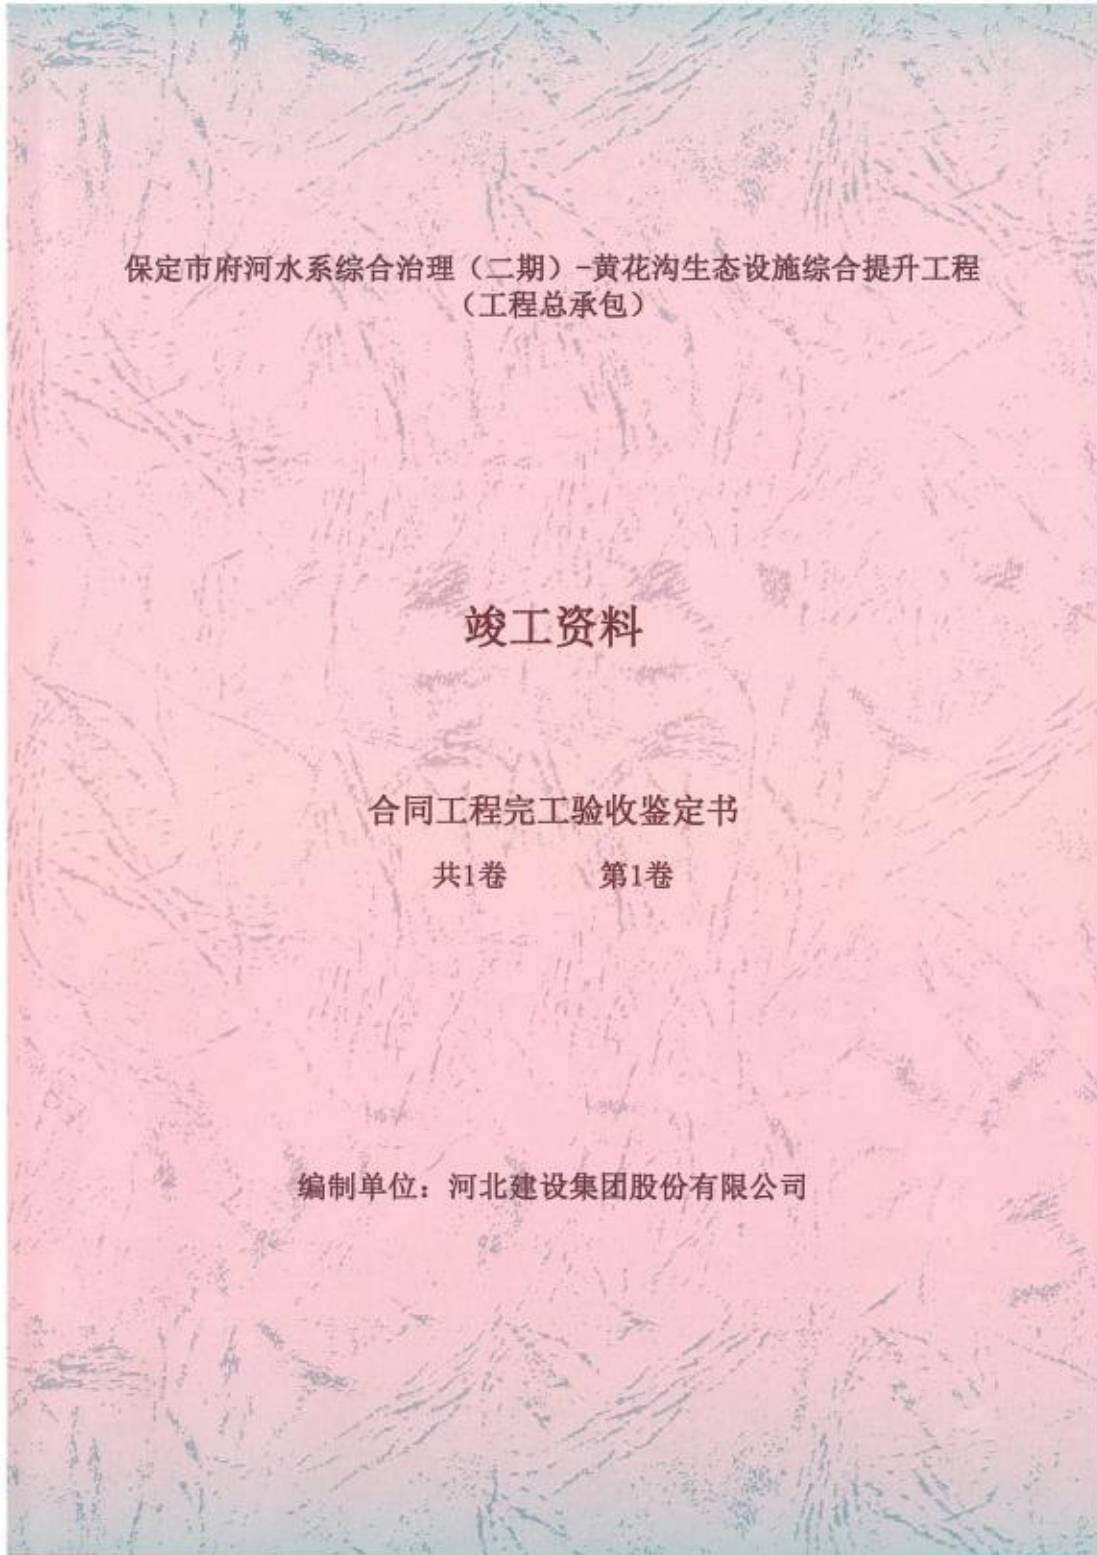 保定市府河水系综合治理（二期）-黄花沟生态设施综合提升工程
（工程总承包）
竣工资料
合同工程完工验收鉴定书
共1卷 第1卷
编制单位：河北建设集团股份有限公司